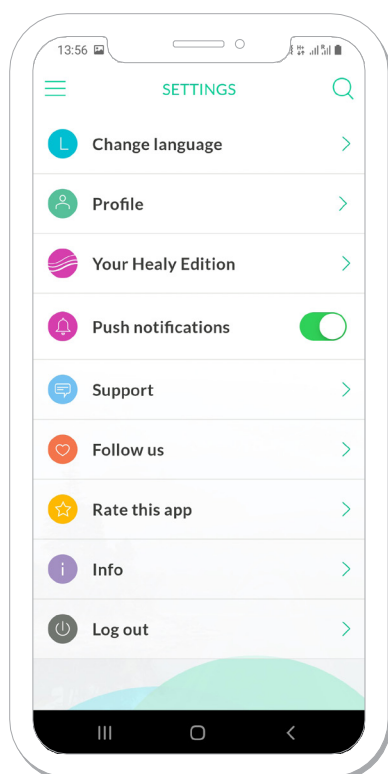 13:56
SETTINGS
L Change language
Profile
Your Healy Edition
Push notifications
Support
Follow us
Rate this app
i Info
Log out